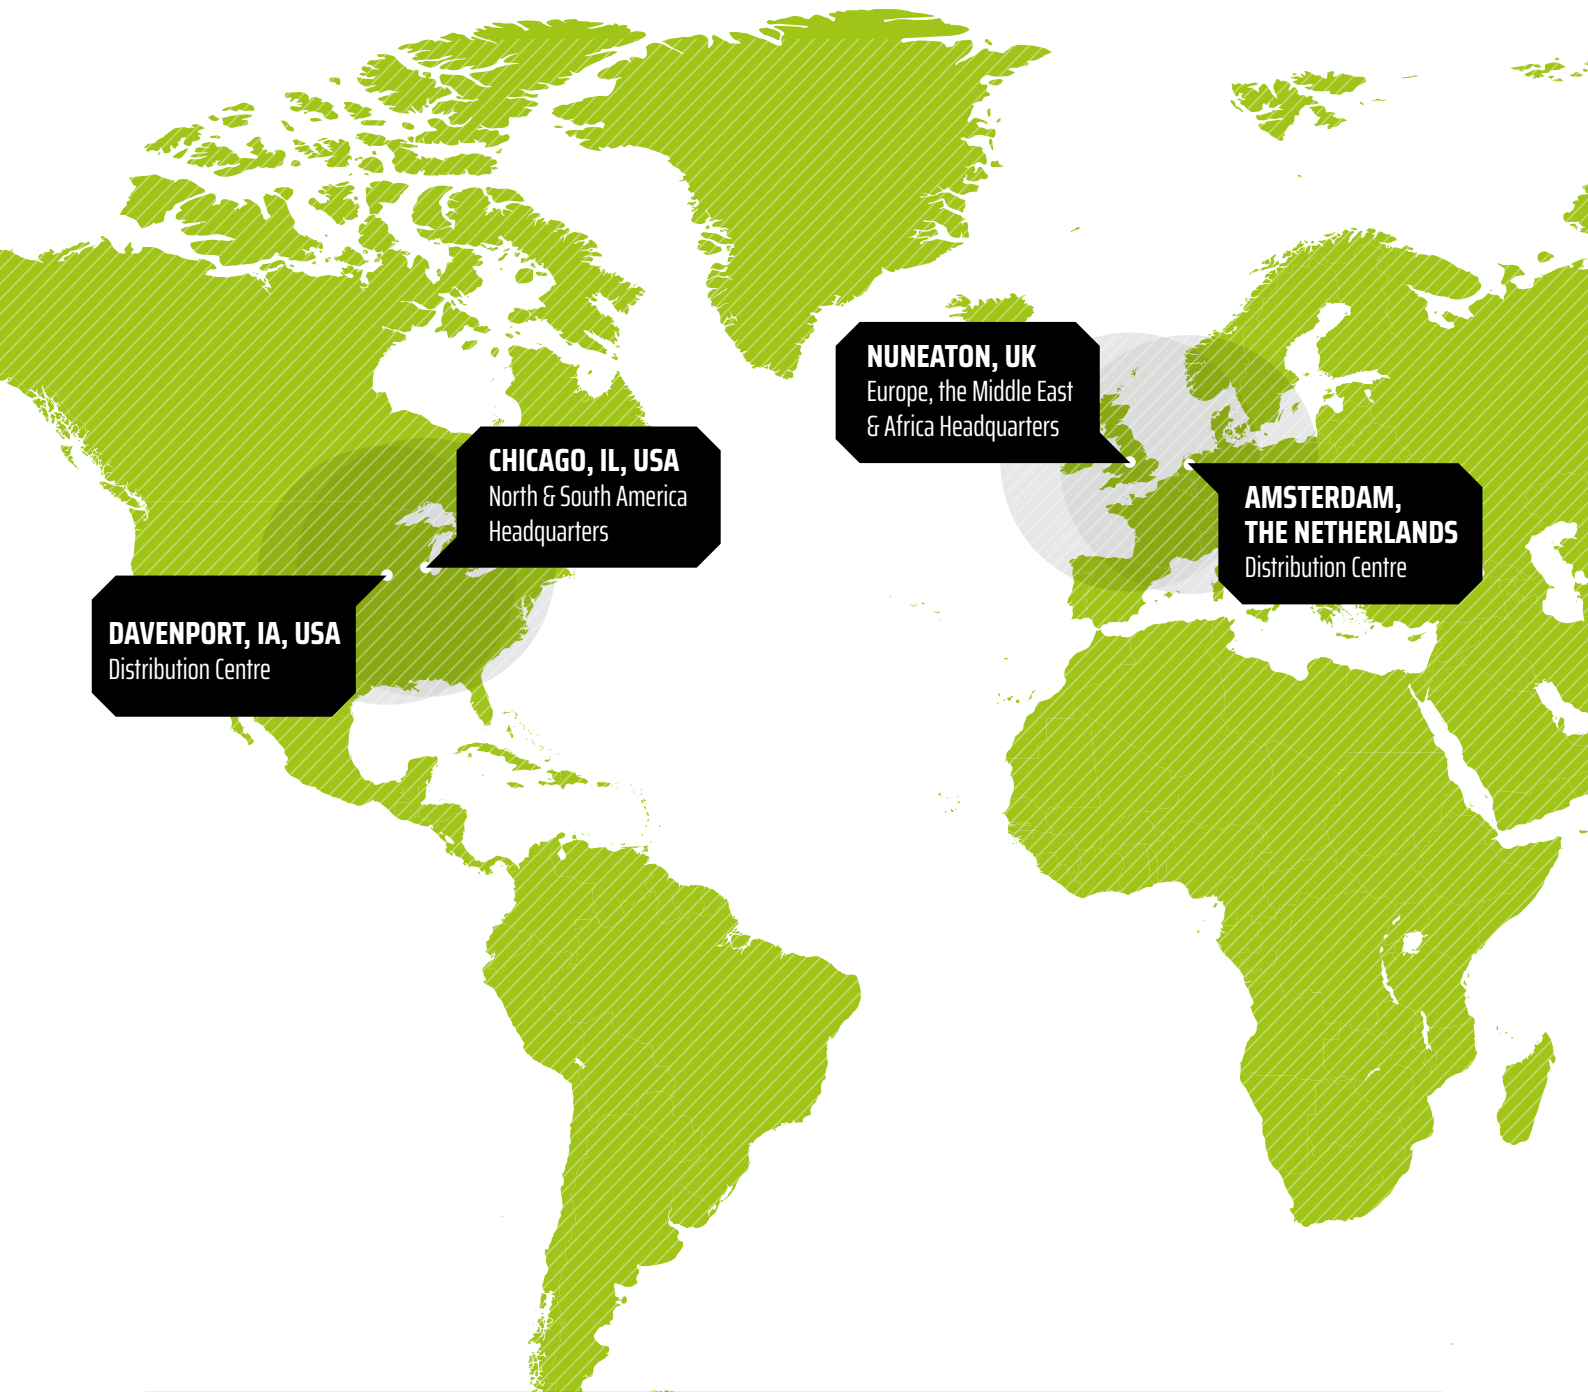 NUNEATON, UK
Europe, the Middle East
& Africa Headquarters
CHICAGO, IL, USA
North & South America
Headquarters
AMSTERDAM,
THE NETHERLANDS
Distribution Centre
DAVENPORT, IA, USA
Distribution Centre